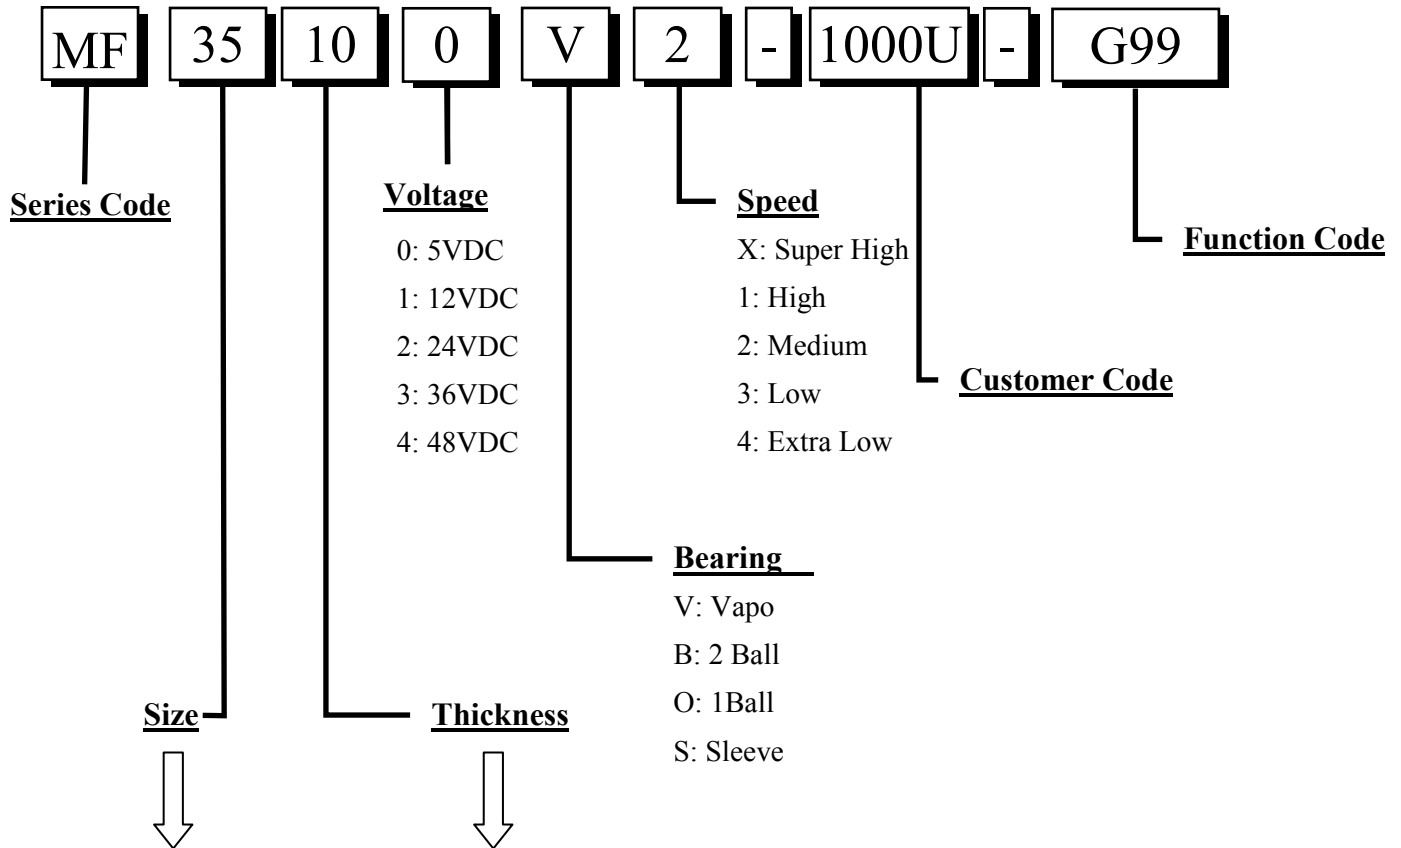 MF 35 10 0 V 2 - 1000U - G99
Series Code
Voltage
0: 5VDC
1: 12VDC
2: 24VDC
3: 36VDC
4: 48VDC
Speed
X: Super High
1: High
2: Medium
3: Low
4: Extra Low
Function Code
Customer Code
Bearing
V: Vapo
B: 2 Ball
O: 1Ball
S: Sleeve
Size
Thickness